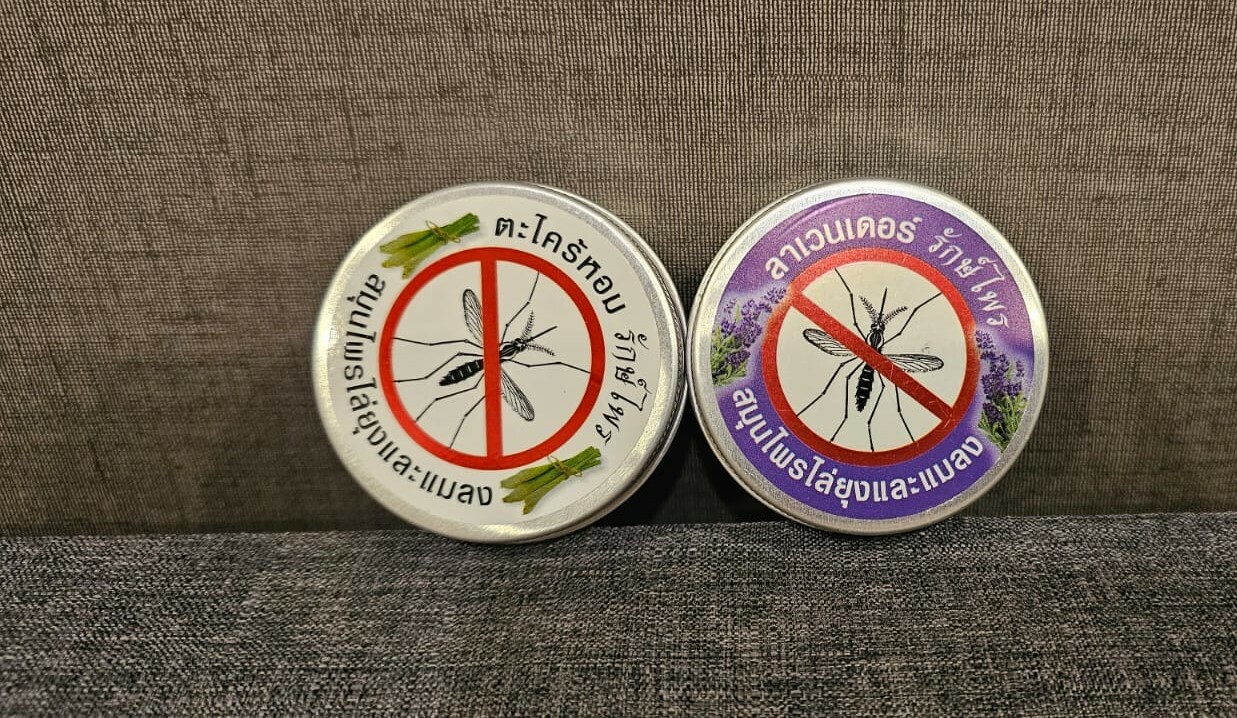 ตะไคร้หอม รักษ์ไพร
สมุนไพรไล่ยุงและแมลง
ลาเวนเดอร์ รักษ์ไพร
สมุนไพรไล่ยุงและแมลง